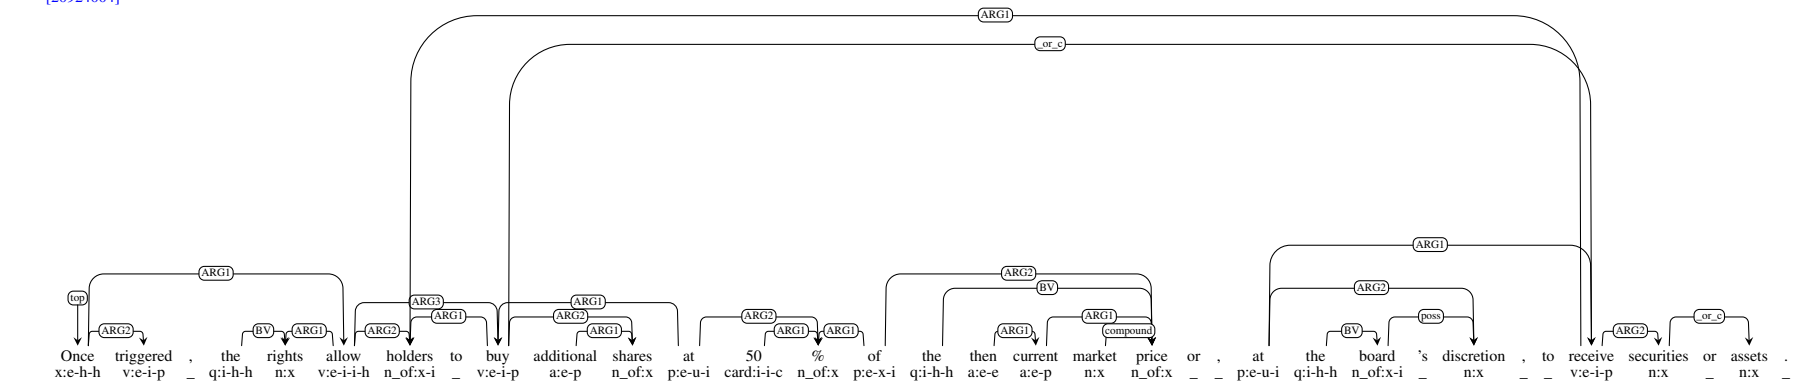 ARG1
_or_c
ARG1
ARG1 ARG2
top BV ARG2
ARG3 ARG1
ARG1 ARG2 ARG2 ARG1 poss _or_c
ARG2 BV ARG1 ARG2 ARG1 ARG1 ARG1 ARG1 compound BV ARG2
Once triggered , the rights allow holders to buy additional shares at 50 % of the then current market price or , at the board 's discretion , to receive securities or assets .
x:e-h-h v:e-i-p _ q:i-h-h n:x v:e-i-i-h n_of:x-i _ v:e-i-p a:e-p n_of:x p:e-u-i card:i-i-c n_of:x p:e-x-i q:i-h-h a:e-e a:e-p n:x n_of:x _ _ p:e-u-i q:i-h-h n_of:x-i _ n:x _ _ v:e-i-p n:x _ n:x _